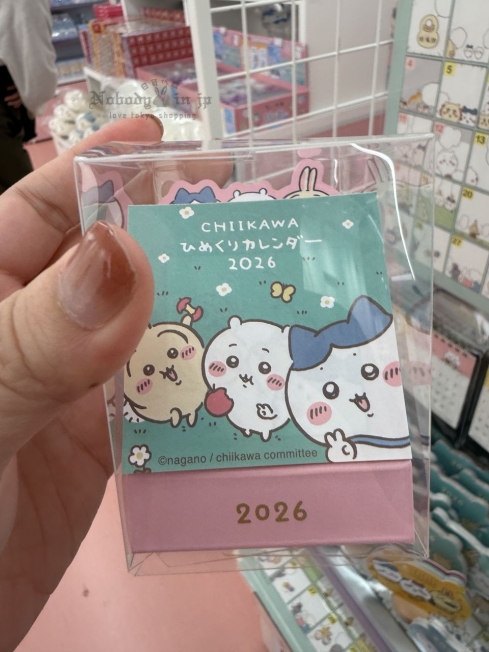 Nobody in jp
love tokyo shopping
CHIIKAWA
ひめくりカレンダー
2026
©nagano / chiikawa committee
2026